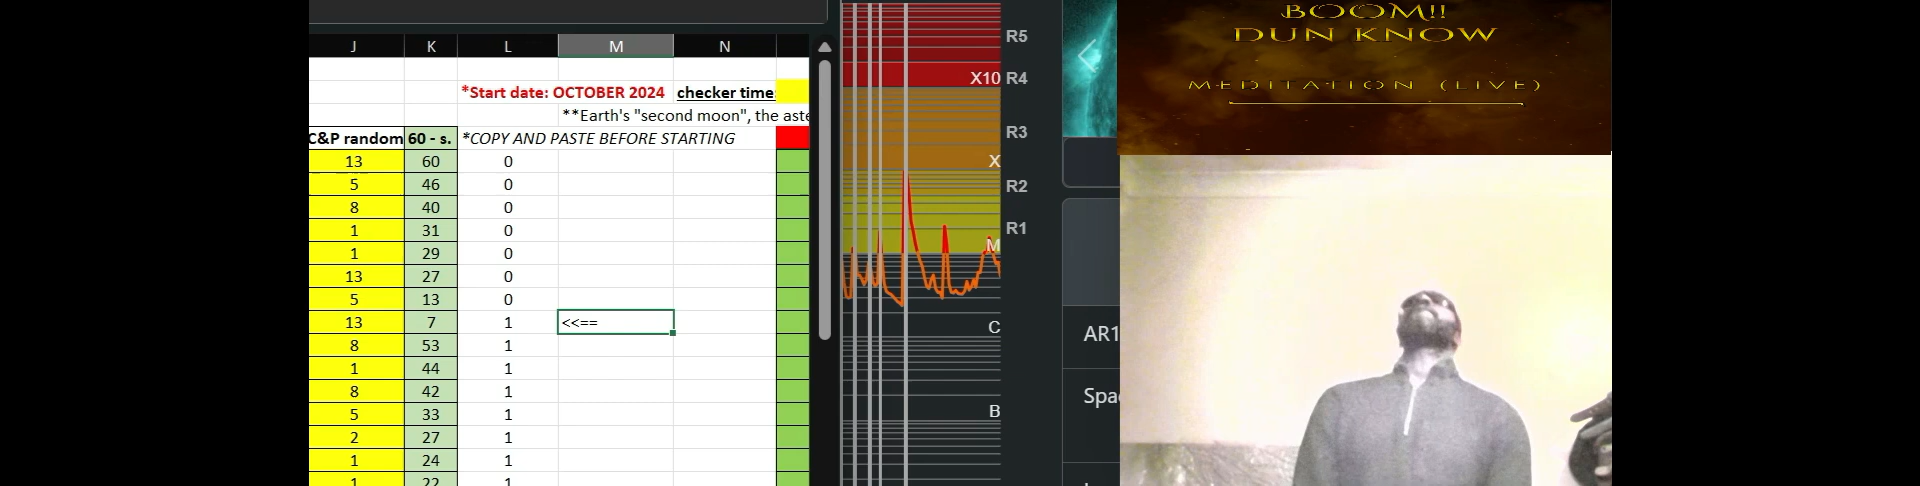 J K L M N
*Start date: OCTOBER 2024 checker time:
**Earth's "second moon", the aste
C&P random 60 - s. *COPY AND PASTE BEFORE STARTING
13 60 0
5 46 0
8 40 0
1 31 0
1 29 0
13 27 0
5 13 0
13 7 1 <<==
8 53 1
1 44 1
8 42 1
5 33 1
2 27 1
1 24 1
1 22 1
R5
X10 R4
R3
X
R2
R1
M
C
B
AR1
Spa
BOOM!!
DUN KNOW
MEDITATION (LIVE)